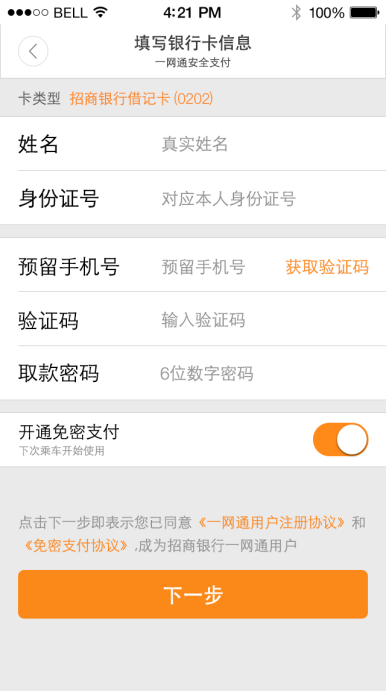 BELL 4:21 PM 100%
填写银行卡信息
一网通安全支付
卡类型 招商银行借记卡(0202)
姓名 真实姓名
身份证号 对应本人身份证号
预留手机号 预留手机号 获取验证码
验证码 输入验证码
取款密码 6位数字密码
开通免密支付
下次乘车开始使用
点击下一步即表示您已同意《一网通用户注册协议》和
《免密支付协议》,成为招商银行一网通用户
下一步